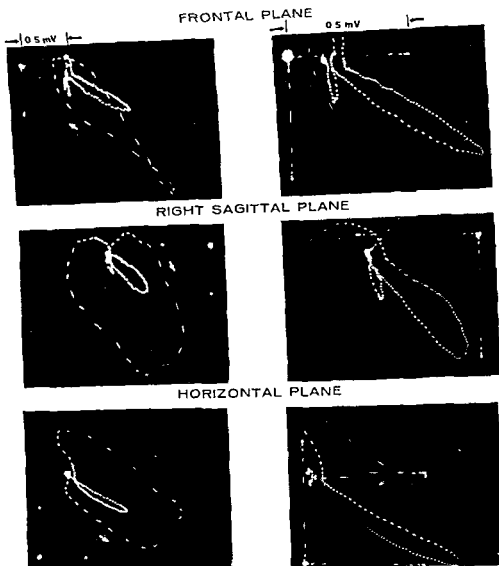 FRONTAL PLANE
0.5 mV
0.5 mV
RIGHT SAGITTAL PLANE
HORIZONTAL PLANE